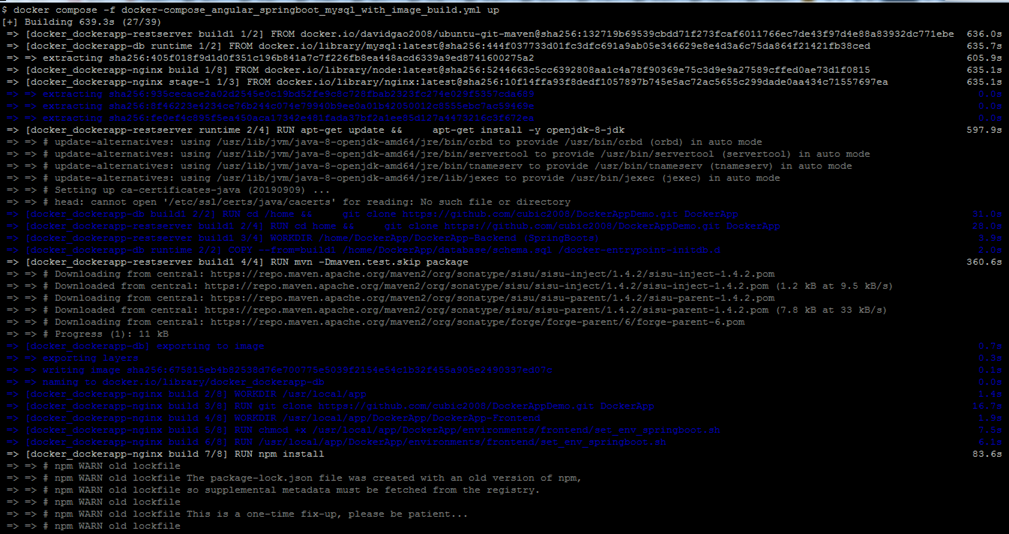 $ docker compose -f docker-compose_angular_springboot_mysql_with_image_build.yml up
[+] Building 639.3s (27/39)
=> [docker_dockerapp-restserver build1 1/2] FROM docker.io/davidgao2008/ubuntu-git-maven@sha256:132719b69539cbdd71f273fcaf6011766ec7de43f97d4e88a83932dc771ebe 636.0s
=> [docker_dockerapp-db runtime 1/2] FROM docker.io/library/mysql:latest@sha256:444f037733d01fc3dfc691a9ab05e346629e8e4d3a6c75da864f21421fb38ced 635.7s
=> => extracting sha256:405f018f9d1d0f351c196b841a7c7f226fb8ea448acd6339a9ed8741600275a2 605.9s
=> [docker_dockerapp-nginx build 1/8] FROM docker.io/library/node:latest@sha256:5244663c5cc6392808aa1c4a78f90369e75c3d9e9a27589cffed0ae73d1f0815 635.1s
=> [docker_dockerapp-nginx stage-1 1/3] FROM docker.io/library/nginx:latest@sha256:10f14ffa93f8dedf1057897b745e5ac72ac5655c299dade0aa434c71557697ea 635.1s
=> => extracting 0.0s
=> => extracting 0.0s
=> => extracting 0.0s
=> [docker_dockerapp-restserver runtime 2/4] RUN apt-get update && apt-get install -y openjdk-8-jdk 597.9s
=> => # update-alternatives: using /usr/lib/jvm/java-8-openjdk-amd64/jre/bin/orbd to provide /usr/bin/orbd (orbd) in auto mode
=> => # update-alternatives: using /usr/lib/jvm/java-8-openjdk-amd64/jre/bin/servertool to provide /usr/bin/servertool (servertool) in auto mode
=> => # update-alternatives: using /usr/lib/jvm/java-8-openjdk-amd64/jre/bin/tnameserv to provide /usr/bin/tnameserv (tnameserv) in auto mode
=> => # update-alternatives: using /usr/lib/jvm/java-8-openjdk-amd64/jre/lib/jexec to provide /usr/bin/jexec (jexec) in auto mode
=> => # Setting up ca-certificates-java (20190909) ...
=> => # head: cannot open '/etc/ssl/certs/java/cacerts' for reading: No such file or directory
=> [docker_dockerapp-db build1 2/2] RUN cd /home && git clone https://github.com/cubic2008/DockerAppDemo.git DockerApp 31.0s
=> [docker_dockerapp-restserver build1 2/4] RUN cd home && git clone https://github.com/cubic2008/DockerAppDemo.git DockerApp
=> [docker_dockerapp-restserver build1 3/4] WORKDIR /home/DockerApp/DockerApp-Backend (SpringBoots)
=> [docker_dockerapp-db runtime 2/2] COPY --from=build1 /home/DockerApp/database/schema.sql /docker-entrypoint-initdb.d
=> [docker_dockerapp-restserver build1 4/4] RUN mvn -Dmaven.test.skip package 360.6s
=> => # Downloading from central: https://repo.maven.apache.org/maven2/org/sonatype/sisu/sisu-inject/1.4.2/sisu-inject-1.4.2.pom
=> => # Downloaded from central: https://repo.maven.apache.org/maven2/org/sonatype/sisu/sisu-inject/1.4.2/sisu-inject-1.4.2.pom (1.2 kB at 9.5 kB/s)
=> => # Downloading from central: https://repo.maven.apache.org/maven2/org/sonatype/sisu/sisu-parent/1.4.2/sisu-parent-1.4.2.pom
=> => # Downloaded from central: https://repo.maven.apache.org/maven2/org/sonatype/sisu/sisu-parent/1.4.2/sisu-parent-1.4.2.pom (7.8 kB at 33 kB/s)
=> => # Downloading from central: https://repo.maven.apache.org/maven2/org/sonatype/forge/forge-parent/6/forge-parent-6.pom
=> => # Progress (1): 11 kB
=> [docker_dockerapp-db] exporting to image 0.7s
=> => exporting layers 0.3s
=> => writing image 0.1s
=> => naming to docker.io/library/docker_dockerapp-db 0.0s
=> [docker_dockerapp-nginx build 2/8] WORKDIR /usr/local/app
=> [docker_dockerapp-nginx build 3/8] RUN git clone https://github.com/cubic2008/DockerAppDemo.git DockerApp
=> [docker_dockerapp-nginx build 4/8] WORKDIR /usr/local/app/DockerApp/DockerApp-frontend
=> [docker_dockerapp-nginx build 5/8] RUN chmod +x /usr/local/app/DockerApp/environments/frontend/set_env_springboot.sh
=> [docker_dockerapp-nginx build 6/8] RUN /usr/local/app/DockerApp/environments/frontend/set_env_springboot.sh
=> [docker_dockerapp-nginx build 7/8] RUN npm install 83.6s
=> => # npm WARN old lockfile
=> => # npm WARN old lockfile The package-lock.json file was created with an old version of npm,
=> => # npm WARN old lockfile so supplemental metadata must be fetched from the registry.
=> => # npm WARN old lockfile
=> => # npm WARN old lockfile This is a one-time fix-up, please be patient...
=> => # npm WARN old lockfile